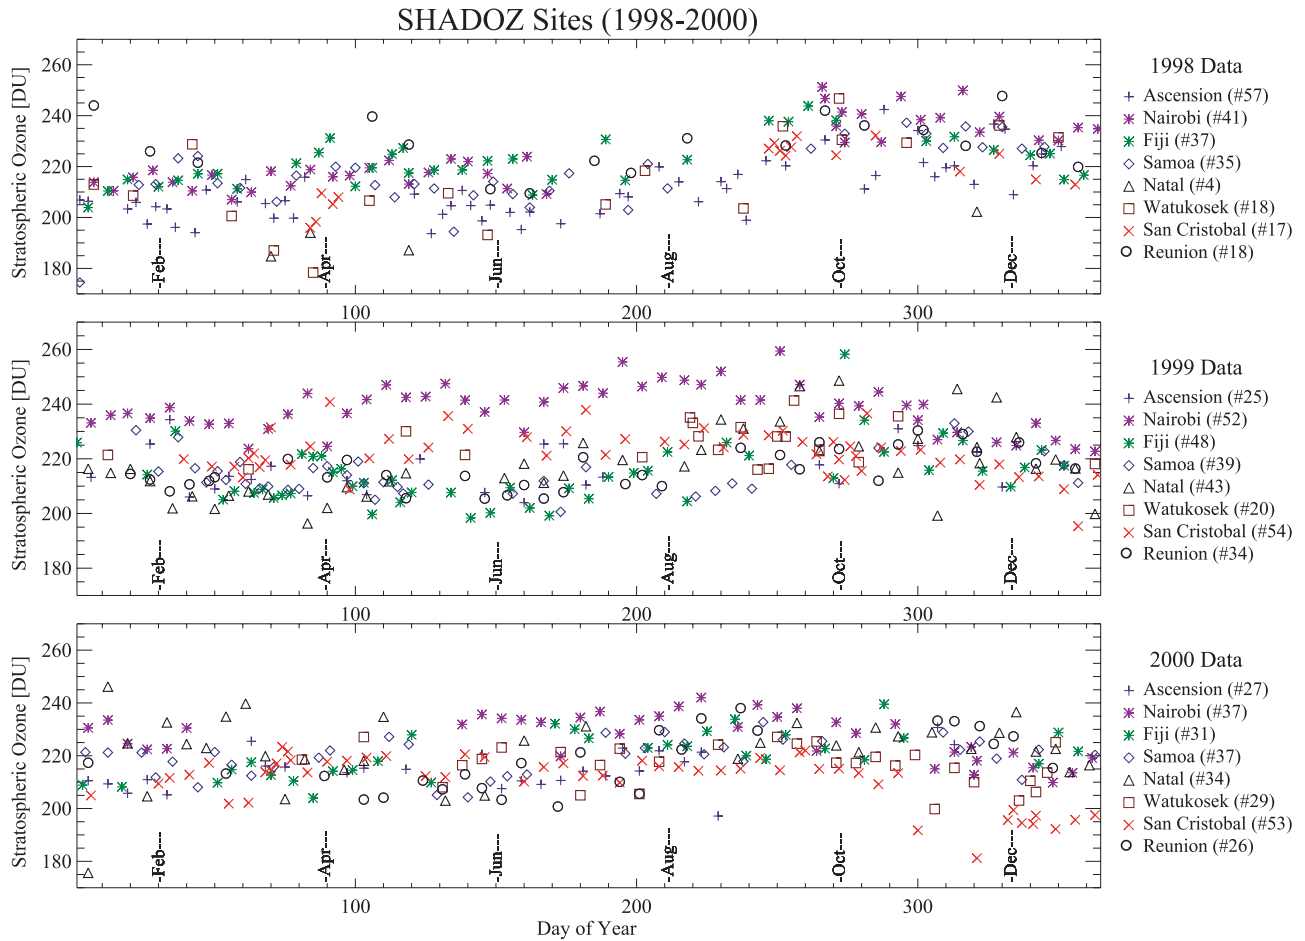 SHADOZ Sites (1998-2000)
Stratospheric Ozone [DU]
260
240
220
200
180
--Feb---
--Apr---
--Jun---
--Aug---
--Oct---
--Dec---
100
200
300
1998 Data
Ascension (#57)
Nairobi (#41)
Fiji (#37)
Samoa (#35)
Natal (#4)
Watukosek (#18)
San Cristobal (#17)
Reunion (#18)
Stratospheric Ozone [DU]
260
240
220
200
180
--Feb---
--Apr---
--Jun---
--Aug---
--Oct---
--Dec---
100
200
300
1999 Data
Ascension (#25)
Nairobi (#52)
Fiji (#48)
Samoa (#39)
Natal (#43)
Watukosek (#20)
San Cristobal (#54)
Reunion (#34)
Stratospheric Ozone [DU]
260
240
220
200
180
--Feb---
--Apr---
--Jun---
--Aug---
--Oct---
--Dec---
100
200
300
Day of Year
2000 Data
Ascension (#27)
Nairobi (#37)
Fiji (#31)
Samoa (#37)
Natal (#34)
Watukosek (#29)
San Cristobal (#53)
Reunion (#26)